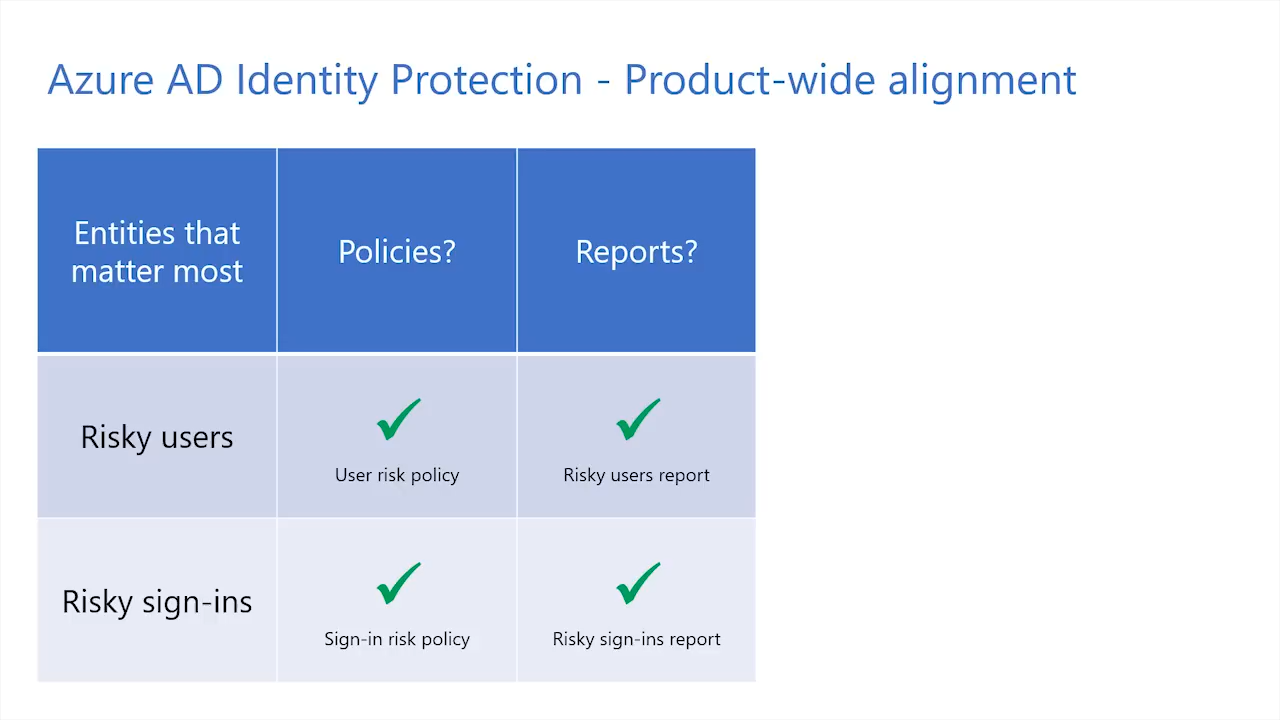 Azure AD Identity Protection - Product-wide alignment
Entities that
matter most
Policies?
Reports?
Risky users
User risk policy
Risky users report
Risky sign-ins
Sign-in risk policy
Risky sign-ins report